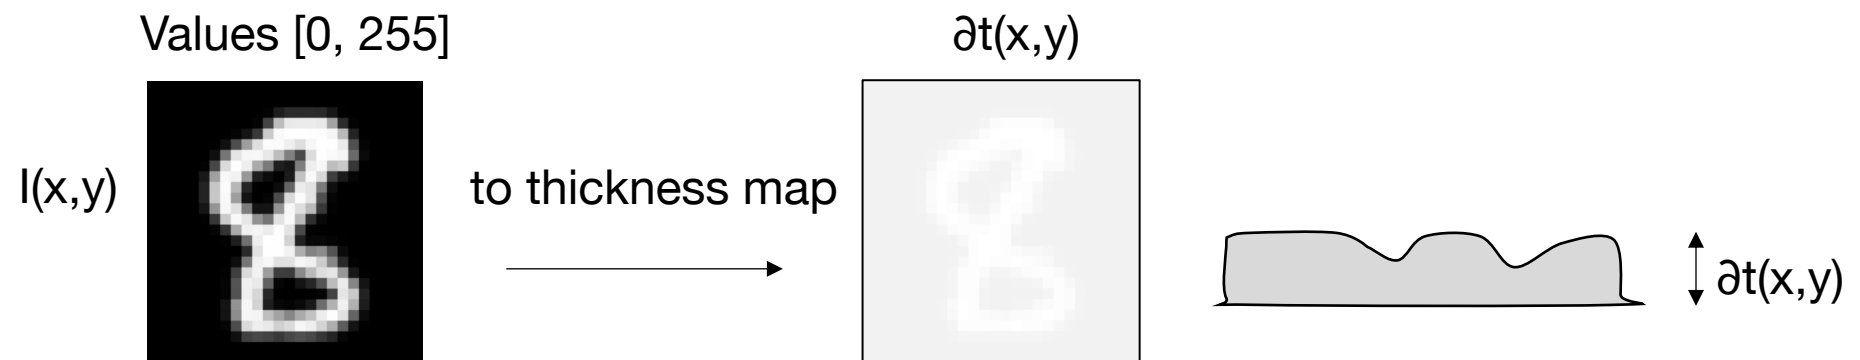 Values [0, 255]
∂t(x,y)
I(x,y)
to thickness map
∂t(x,y)